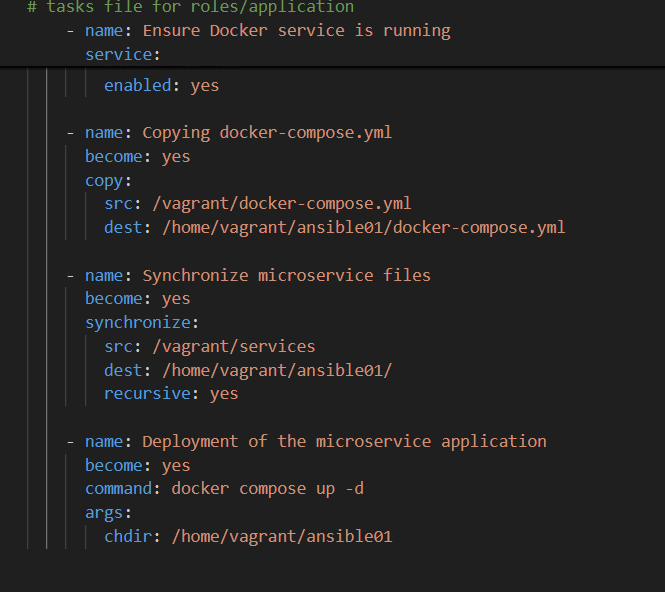 # tasks file for roles/application
- name: Ensure Docker service is running
service:
enabled: yes
- name: Copying docker-compose.yml
become: yes
copy:
src: /vagrant/docker-compose.yml
dest: /home/vagrant/ansible01/docker-compose.yml
- name: Synchronize microservice files
become: yes
synchronize:
src: /vagrant/services
dest: /home/vagrant/ansible01/
recursive: yes
- name: Deployment of the microservice application
become: yes
command: docker compose up -d
args:
chdir: /home/vagrant/ansible01